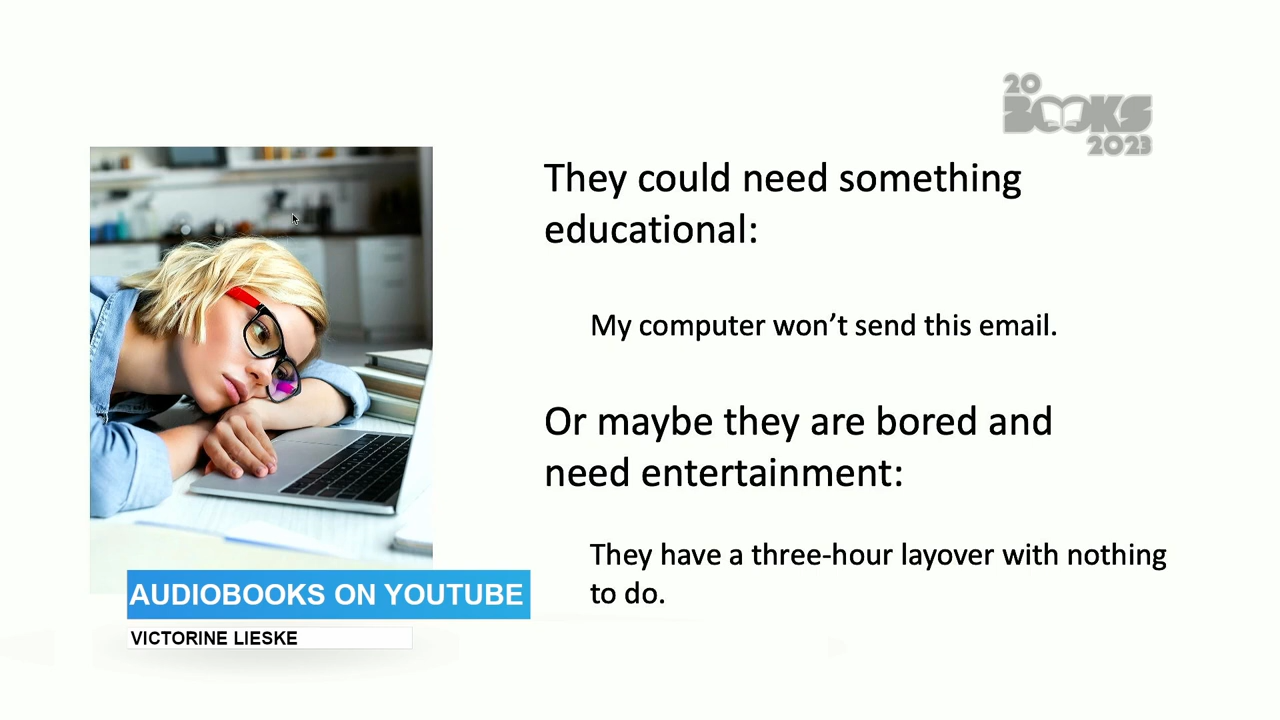 20
BOOKS
2023
They could need something
educational:
My computer won’t send this email.
Or maybe they are bored and
need entertainment:
They have a three-hour layover with nothing
to do.
AUDIOBOOKS ON YOUTUBE
VICTORINE LIESKE